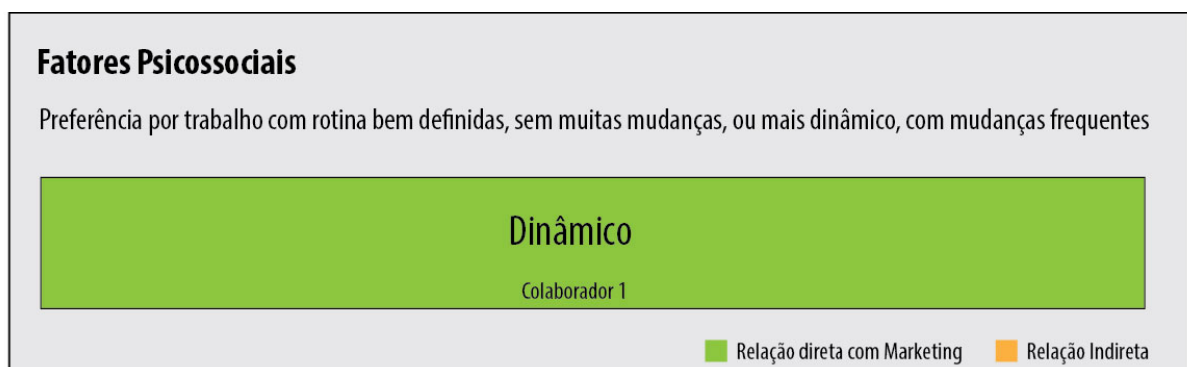 Fatores Psicossociais
Preferência por trabalho com rotina bem definidas, sem muitas mudanças, ou mais dinâmico, com mudanças frequentes
Dinâmico
Colaborador 1
Relação direta com Marketing Relação Indireta